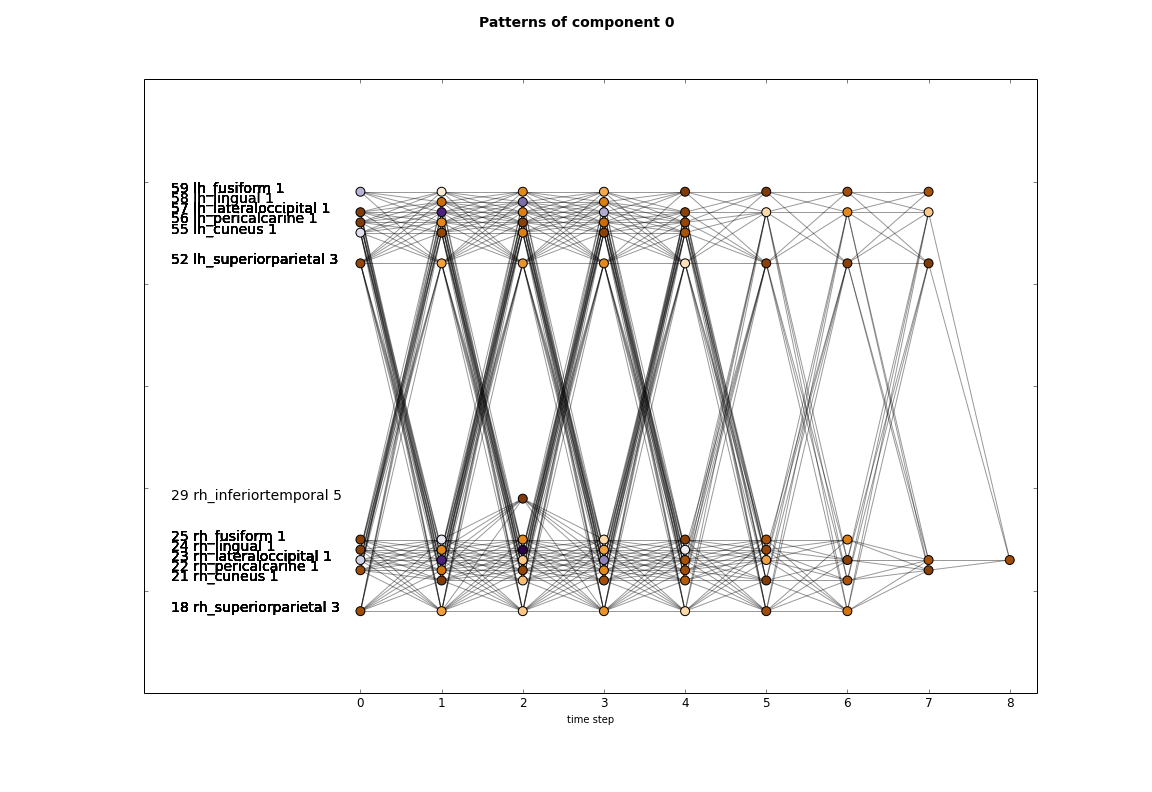 Patterns of component 0
59 lh_fusiform 1
58 lh_lingual 1
57 lh_lateraloccipital 1
56 lh_pericalcarine 1
55 lh_cuneus 1
52 lh_superiorparietal 3
29 rh_inferiortemporal 5
25 rh_fusiform 1
24 rh_lingual 1
23 rh_lateraloccipital 1
22 rh_pericalcarine 1
21 rh_cuneus 1
18 rh_superiorparietal 3
0 1 2 3 4 5 6 7 8
time step